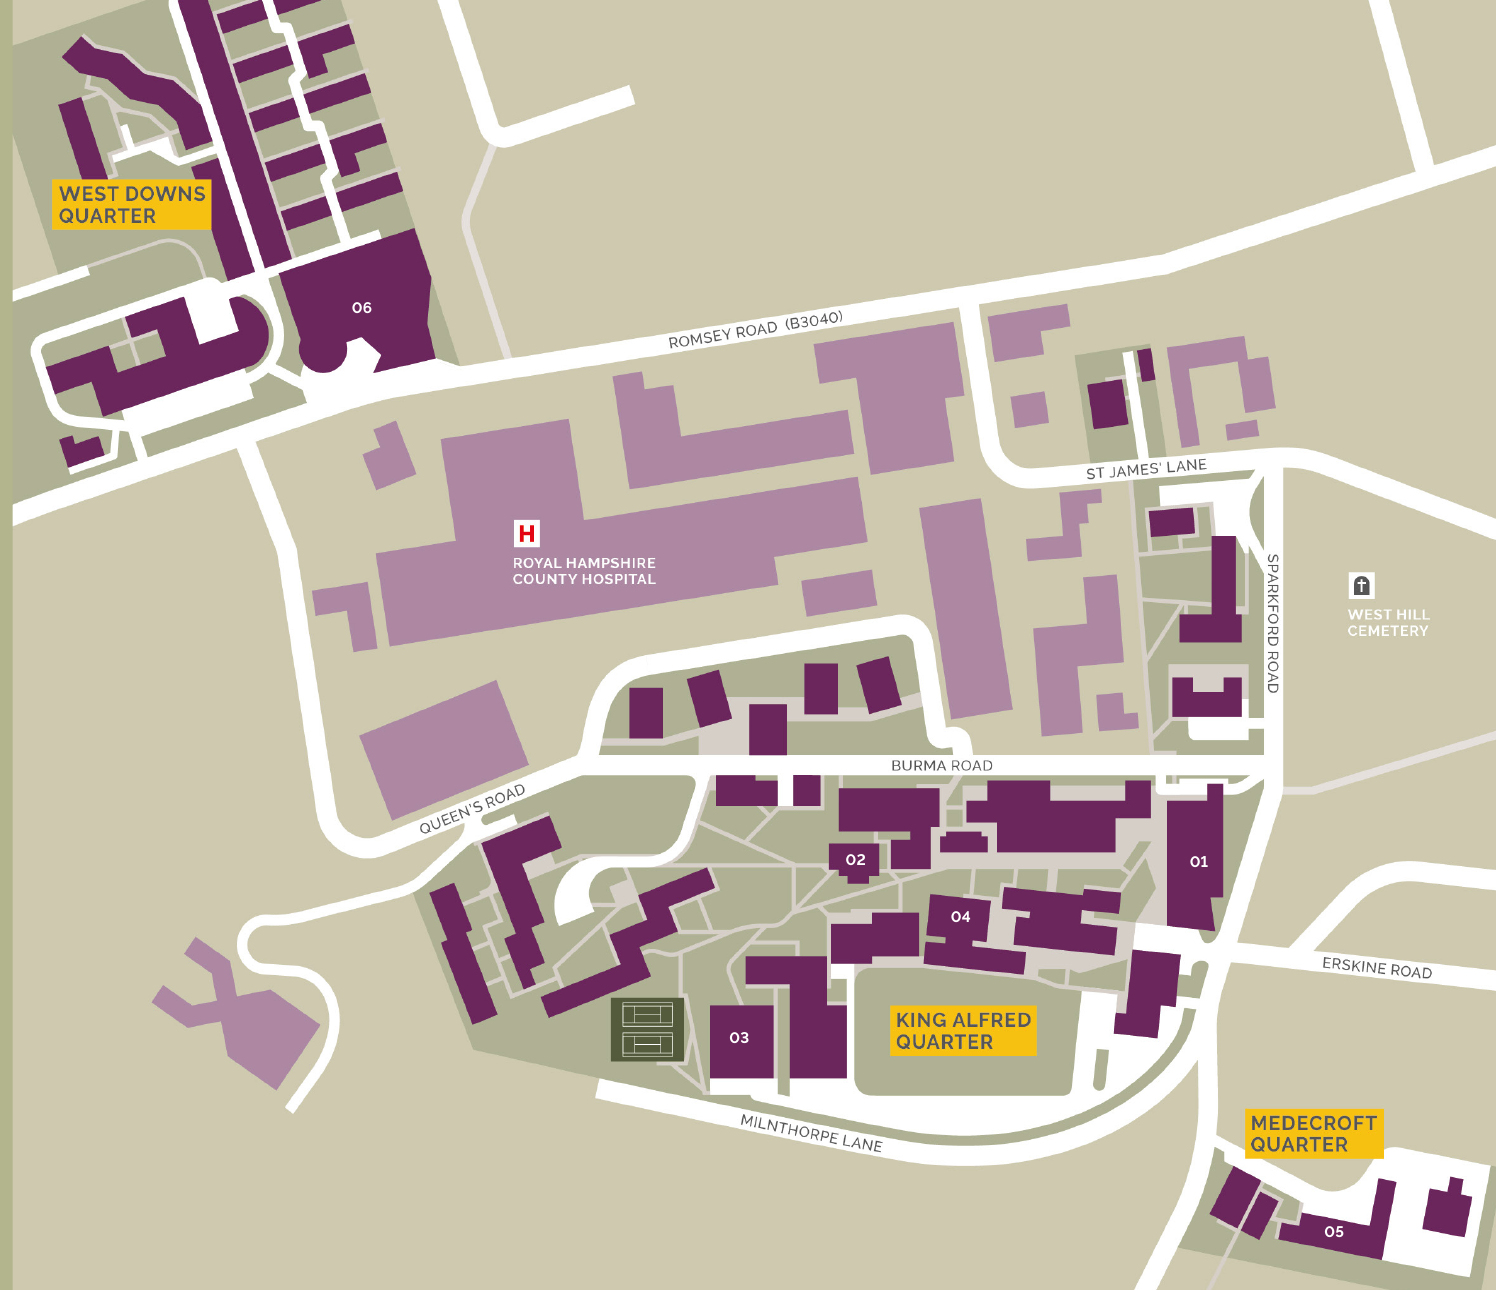 WEST DOWNS
QUARTER
06
ROMSEY ROAD (B3040)
ST JAMES' LANE
H
ROYAL HAMPSHIRE
COUNTY HOSPITAL
SPARKFORD ROAD
WEST HILL
CEMETERY
BURMA ROAD
QUEEN'S ROAD
02
01
04
ERSKINE ROAD
KING ALFRED
QUARTER
03
MILNTHORPE LANE
MEDECROFT
QUARTER
05